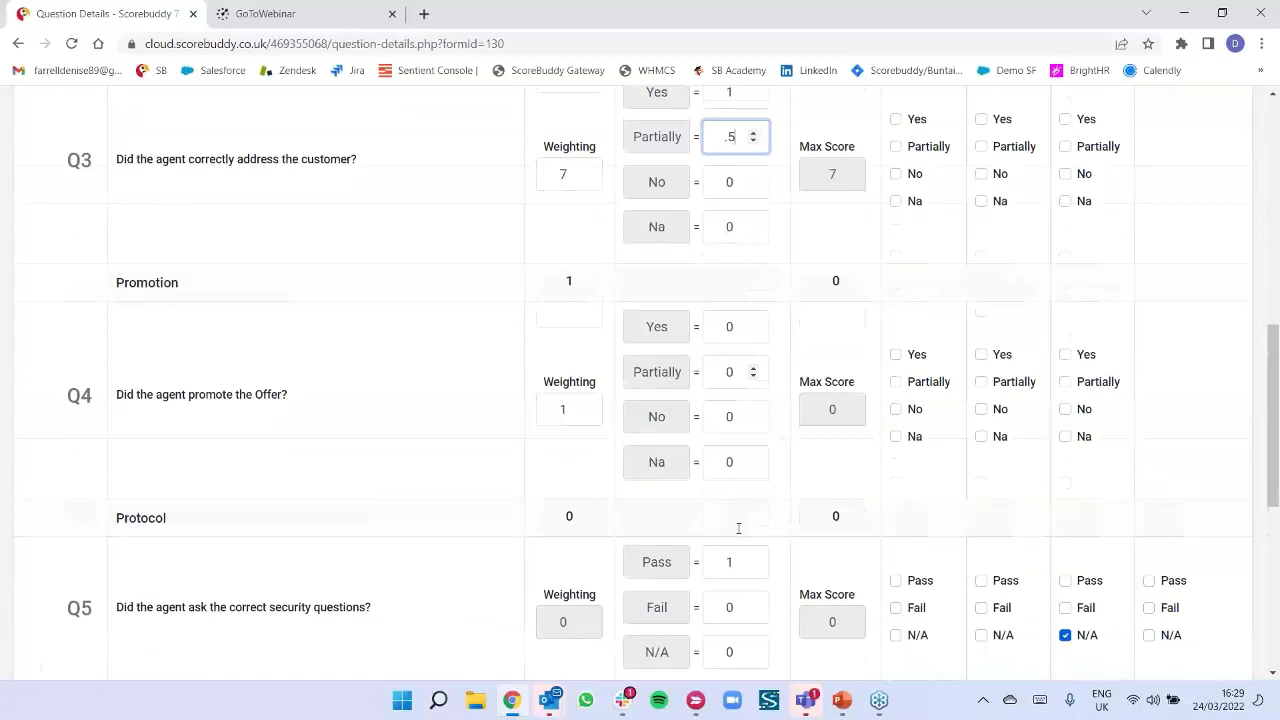 Question Details - Scorebuddy 7
GoToWebinar
cloud.scorebuddy.co.uk/469355068/question-details.php?formId=130
D
farrelldenise99@g...
SB
Salesforce
Zendesk
JI
Sentient Console |
ScoreBuddy Gateway
WHMCS
SB Academy
LinkedIn
Scorebuddy/Buntai...
Demo SF
BrightHR
Calendly
»
Yes = 1
Q3
Did the agent correctly address the customer?
Weighting
7
Partially = .5
No = 0
Na = 0
Max Score
7
Yes Yes Yes
Partially Partially Partially
No No No
Na Na Na
Promotion 1 0
Q4
Did the agent promote the Offer?
Weighting
1
Yes = 0
Partially = 0
No = 0
Na = 0
Max Score
0
Yes Yes Yes
Partially Partially Partially
No No No
Na Na Na
Protocol 0 0
Q5
Did the agent ask the correct security questions?
Weighting
0
Pass = 1
Fail = 0
N/A = 0
Max Score
0
Pass Pass Pass Pass
Fail Fail Fail Fail
N/A N/A N/A N/A
1
1
ENG
UK
16:29
24/03/2022